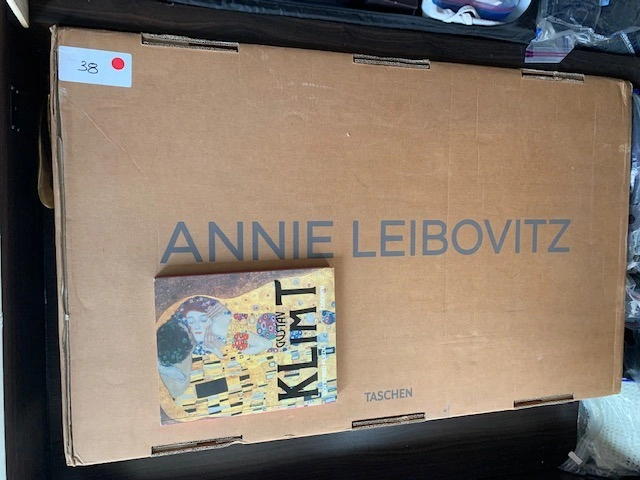 38
ANNIE LEIBOVITZ
GUSTAV
KLIMT
TASCHEN